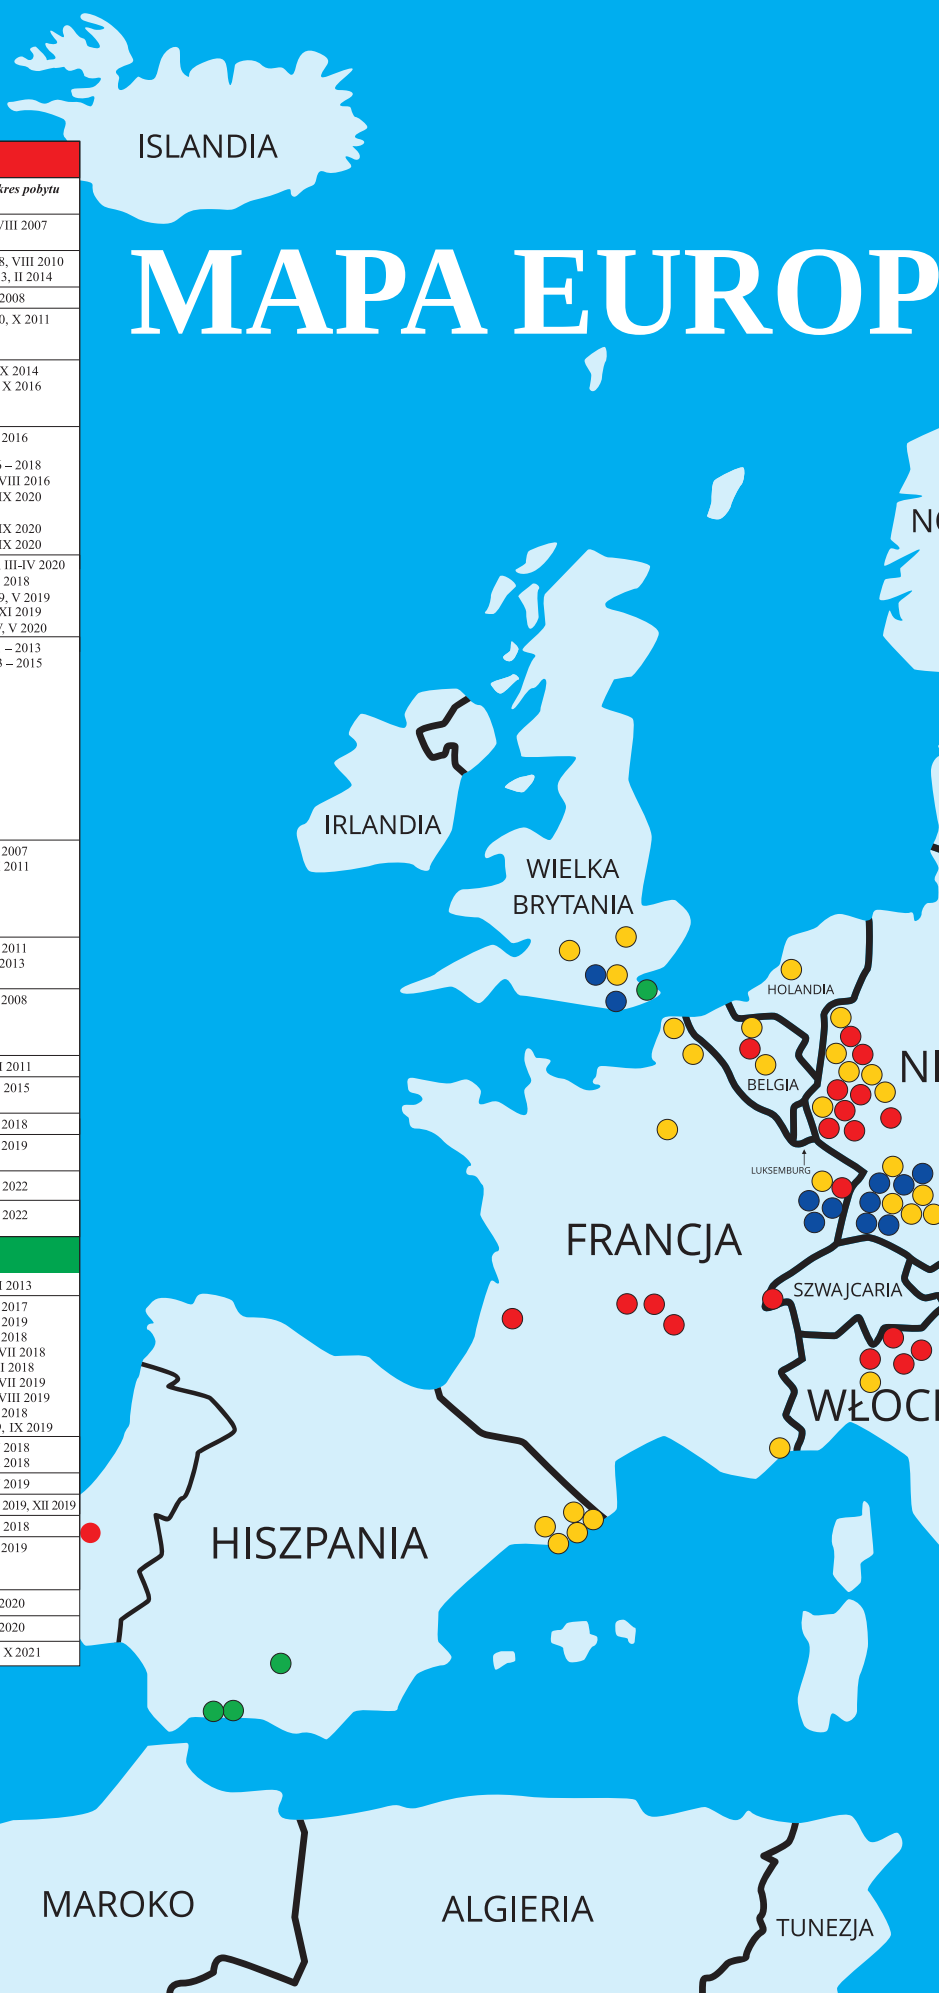 ISLANDIA
MAPA EUROP
kres pobytu
VIII 2007
8, VIII 2010
3, II 2014
2008
0, X 2011
X 2014
X 2016
2016
– 2018
VIII 2016
IX 2020
IX 2020
IX 2020
III-IV 2020
2018
9, V 2019
XI 2019
V, V 2020
– 2013
3 – 2015
2007
2011
2011
2013
2008
I 2011
2015
2018
2019
2022
2022
I 2013
2017
2019
2018
VII 2018
I 2018
VII 2019
VIII 2019
2018
, IX 2019
2018
2018
2019
2019, XII 2019
2018
2019
2020
2020
X 2021
IRLANDIA
WIELKA
BRYTANIA
HOLANDIA
BELGIA
LUKSEMBURG
FRANCJA
SZWAJCARIA
WŁOCI
HISZPANIA
MAROKO
ALGIERIA
TUNEZJA